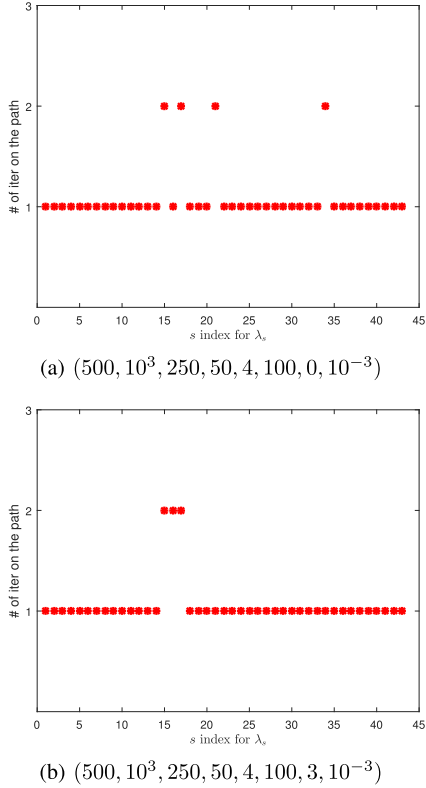 3
2
1
# of iter on the path
0 5 10 15 20 25 30 35 40 45
s index for λₛ
(a) (500, 10³, 250, 50, 4, 100, 0, 10⁻³)
3
2
1
# of iter on the path
0 5 10 15 20 25 30 35 40 45
s index for λₛ
(b) (500, 10³, 250, 50, 4, 100, 3, 10⁻³)